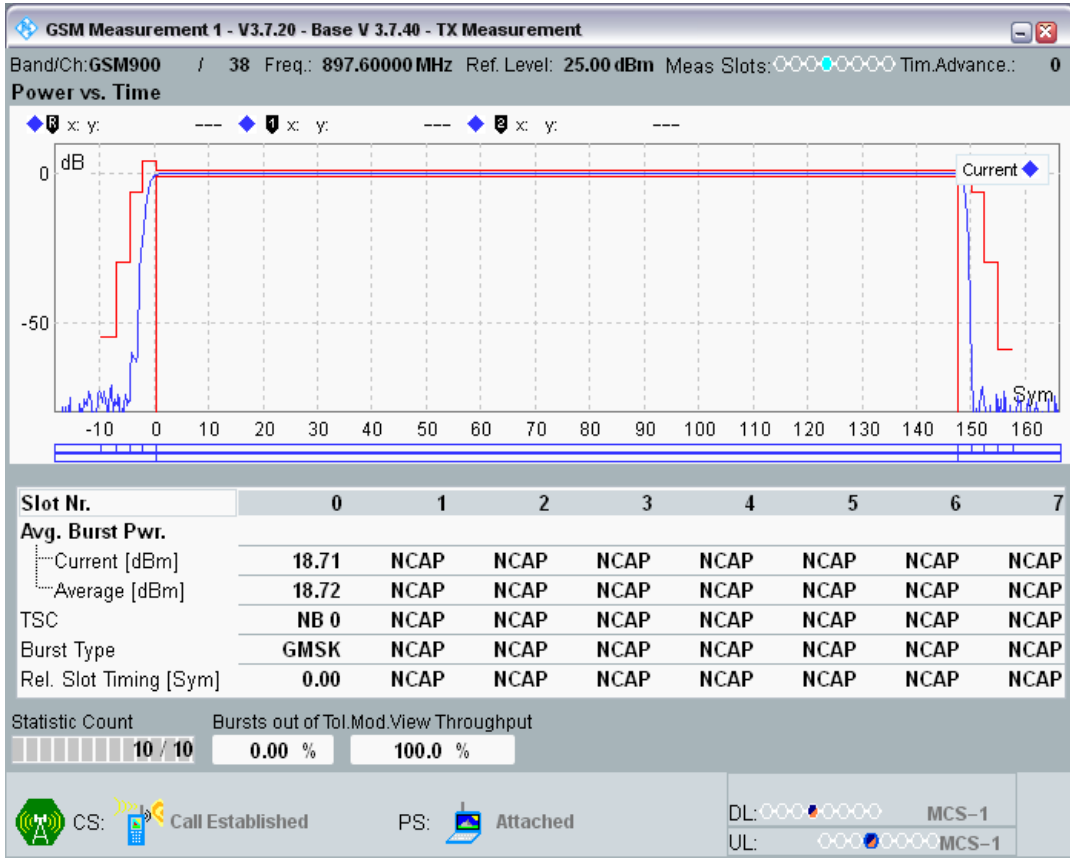 GSM Measurement 1 - V3.7.20 - Base V 3.7.40 - TX Measurement
Band/Ch:GSM900 / 38 Freq.: 897.60000 MHz Ref. Level: 25.00 dBm Meas Slots: Tim.Advance.: 0
Power vs. Time
R x: y: --- 1 x: y: --- 2 x: y: ---
dB
Current
0
-50
Sym
-10 0 10 20 30 40 50 60 70 80 90 100 110 120 130 140 150 160
Slot Nr. 0 1 2 3 4 5 6 7
Avg. Burst Pwr.
Current [dBm] 18.71 NCAP NCAP NCAP NCAP NCAP NCAP NCAP
Average [dBm] 18.72 NCAP NCAP NCAP NCAP NCAP NCAP NCAP
TSC NB 0 NCAP NCAP NCAP NCAP NCAP NCAP NCAP
Burst Type GMSK NCAP NCAP NCAP NCAP NCAP NCAP NCAP
Rel. Slot Timing [Sym] 0.00 NCAP NCAP NCAP NCAP NCAP NCAP NCAP
Statistic Count Bursts out of Tol.Mod.View Throughput
10 / 10 0.00 % 100.0 %
CS: Call Established PS: Attached
DL: MCS-1
UL: MCS-1